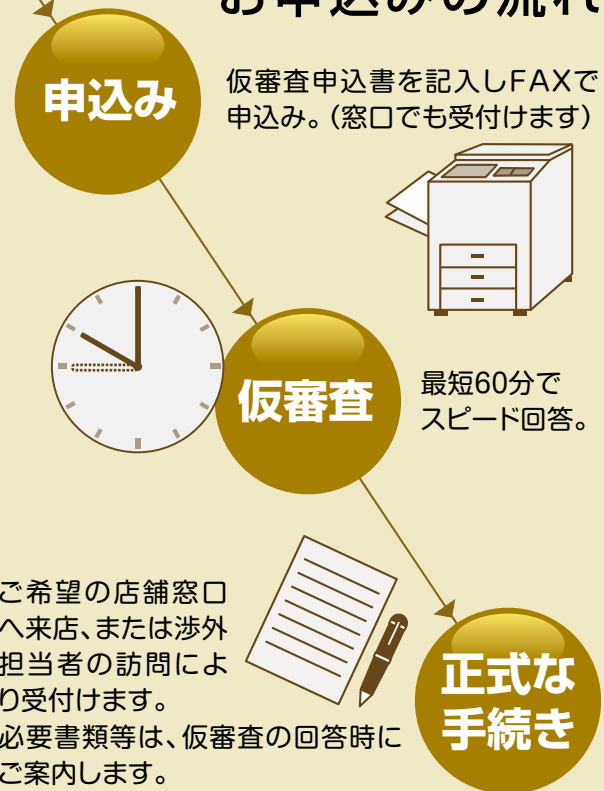 お申込みの流れ
申込み
仮審査申込書を記入しFAXで
申込み。（窓口でも受付けます）
仮審査
最短60分で
スピード回答。
ご希望の店舗窓口
へ来店、または渉外
担当者の訪問によ
り受付けます。
必要書類等は、仮審査の回答時に
ご案内します。
正式な
手続き